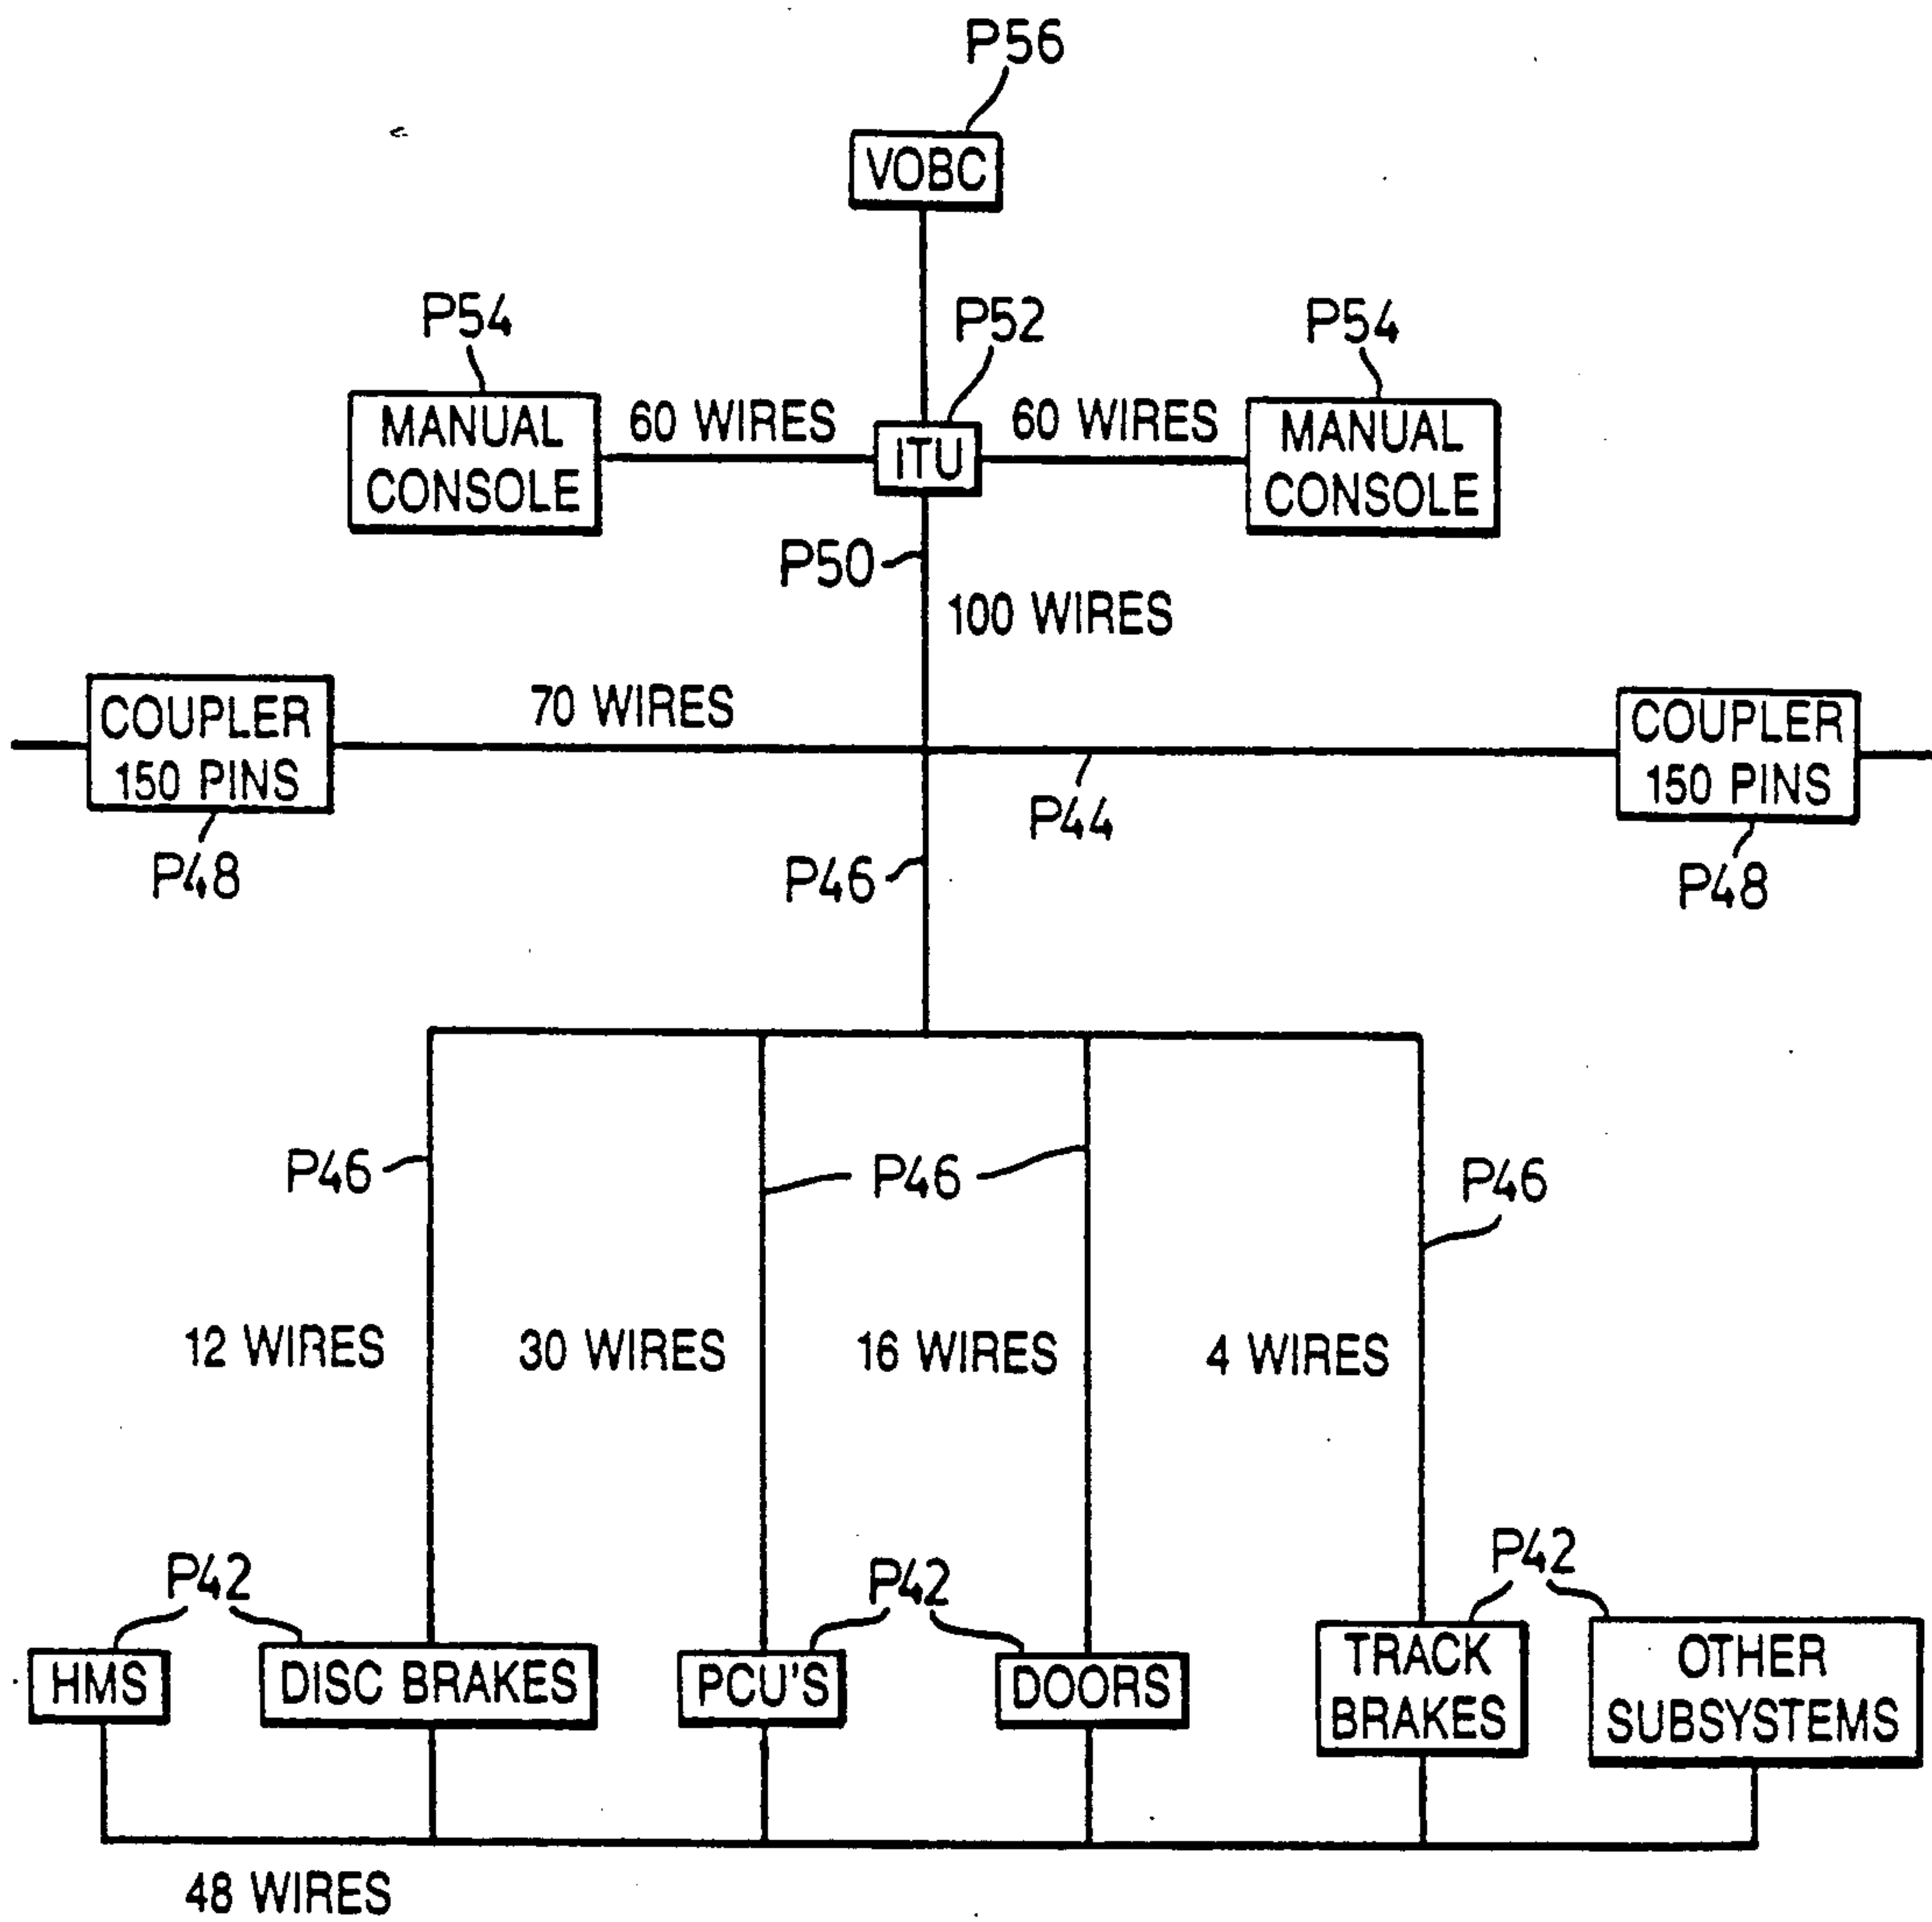 P56
VOBC
P54
P52
P54
MANUAL
CONSOLE
60 WIRES
ITU
60 WIRES
MANUAL
CONSOLE
P50
100 WIRES
COUPLER
150 PINS
70 WIRES
COUPLER
150 PINS
P44
P48
P46
P48
P46
P46
P46
12 WIRES
30 WIRES
16 WIRES
4 WIRES
P42
P42
P42
HMS
DISC BRAKES
PCU'S
DOORS
TRACK
BRAKES
OTHER
SUBSYSTEMS
48 WIRES